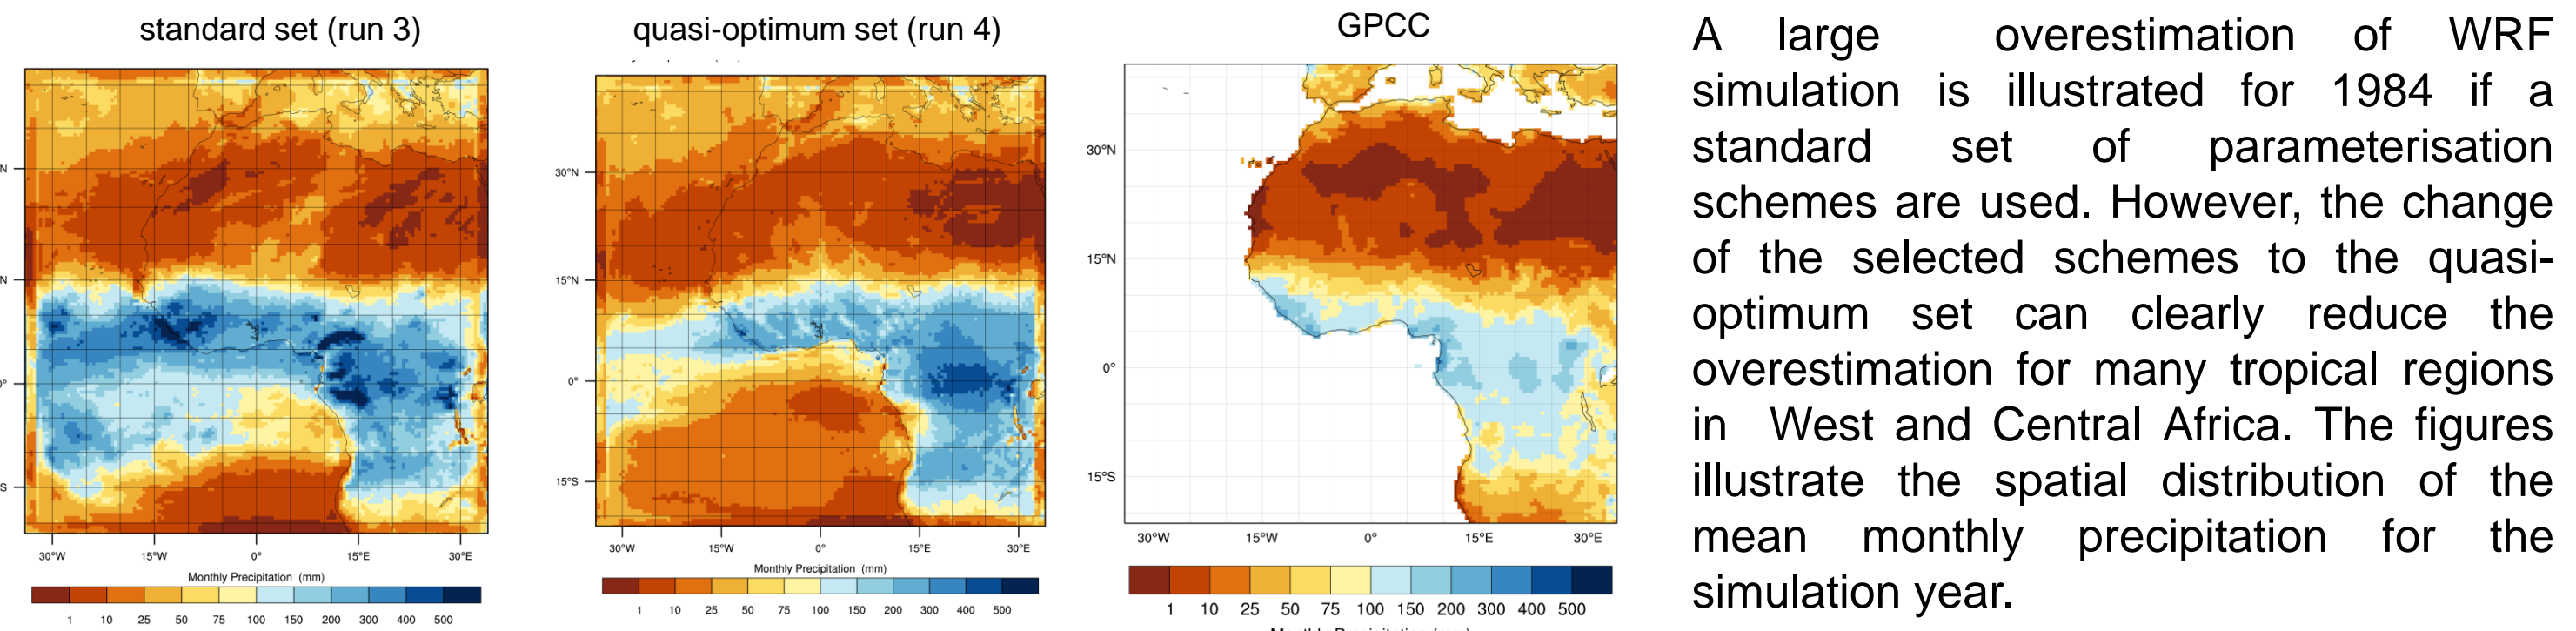 standard set (run 3)
quasi-optimum set (run 4)
GPCC
N
N
0°
S
30°W 15°W 0° 15°E 30°E
Monthly Precipitation (mm)
1 10 25 50 75 100 150 200 300 400 500
30°N
15°N
0°
15°S
30°W 15°W 0° 15°E 30°E
Monthly Precipitation (mm)
1 10 25 50 75 100 150 200 300 400 500
30°N
15°N
0°
15°S
30°W 15°W 0° 15°E 30°E
1 10 25 50 75 100 150 200 300 400 500
A large overestimation of WRF
simulation is illustrated for 1984 if a
standard set of parameterisation
schemes are used. However, the change
of the selected schemes to the quasi-
optimum set can clearly reduce the
overestimation for many tropical regions
in West and Central Africa. The figures
illustrate the spatial distribution of the
mean monthly precipitation for the
simulation year.